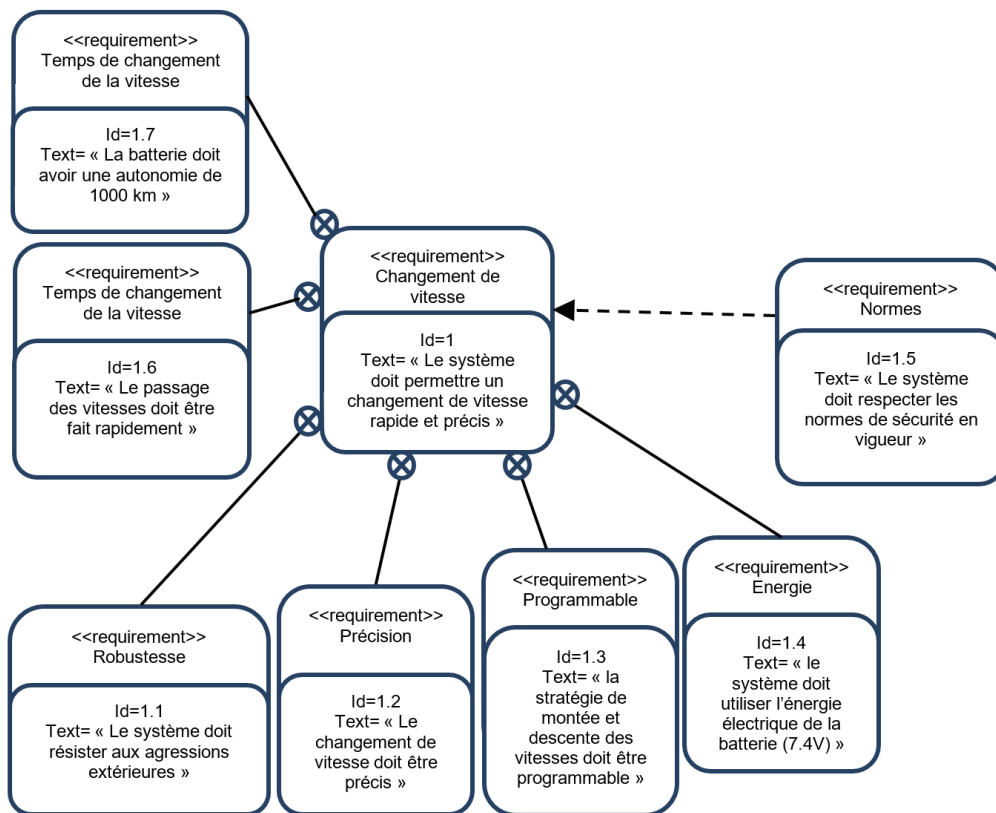 <<requirement>>
Temps de changement
de la vitesse
Id=1.7
Text= « La batterie doit
avoir une autonomie de
1000 km »
<<requirement>>
Temps de changement
de la vitesse
Id=1.6
Text= « Le passage
des vitesses doit être
fait rapidement »
<<requirement>>
Changement de
vitesse
Id=1
Text= « Le système
doit permettre un
changement de vitesse
rapide et précis »
<<requirement>>
Normes
Id=1.5
Text= « Le système
doit respecter les
normes de sécurité en
vigueur »
<<requirement>>
Robustesse
Id=1.1
Text= « Le système doit
résister aux agressions
extérieures »
<<requirement>>
Précision
Id=1.2
Text= « Le
changement de
vitesse doit être
précis »
<<requirement>>
Programmable
Id=1.3
Text= « la
stratégie de
montée et
descente des
vitesses doit être
programmable »
<<requirement>>
Energie
Id=1.4
Text= « le
système doit
utiliser l’énergie
électrique de la
batterie (7.4V) »